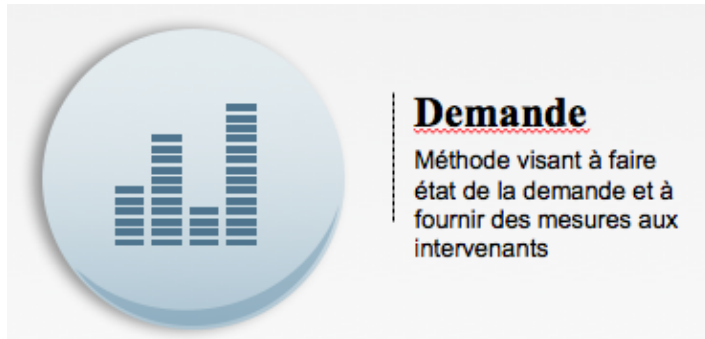 Demande
Méthode visant à faire
état de la demande et à
fournir des mesures aux
intervenants